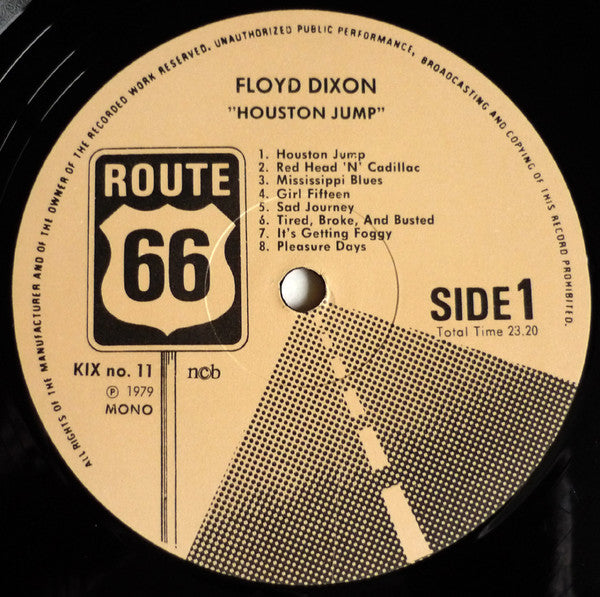 ALL RIGHTS OF THE MANUFACTURER AND OF THE OWNER OF THE RECORDED WORK RESERVED. UNAUTHORIZED PUBLIC PERFORMANCE, BROADCASTING AND COPYING OF THIS RECORD PROHIBITED.
FLOYD DIXON
"HOUSTON JUMP"
1. Houston Jump
2. Red Head 'N' Cadillac
3. Mississippi Blues
4. Girl Fifteen
5. Sad Journey
6. Tired, Broke, And Busted
7. It's Getting Foggy
8. Pleasure Days
ROUTE
66
SIDE 1
Total Time 23.20
KIX no. 11
n©b
℗ 1979
MONO